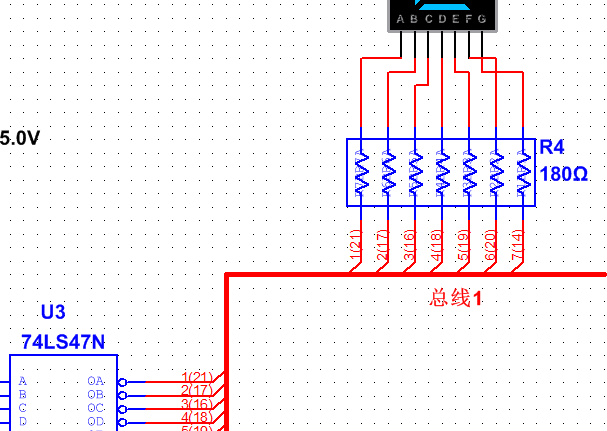 A B C D E F G
5.0V
R4
180Ω
1(21) 2(17) 3(16) 4(18) 5(19) 6(20) 7(14)
总线1
U3
74LS47N
A OA 1(21)
B OB 2(17)
C OC 3(16)
D OD 4(18)